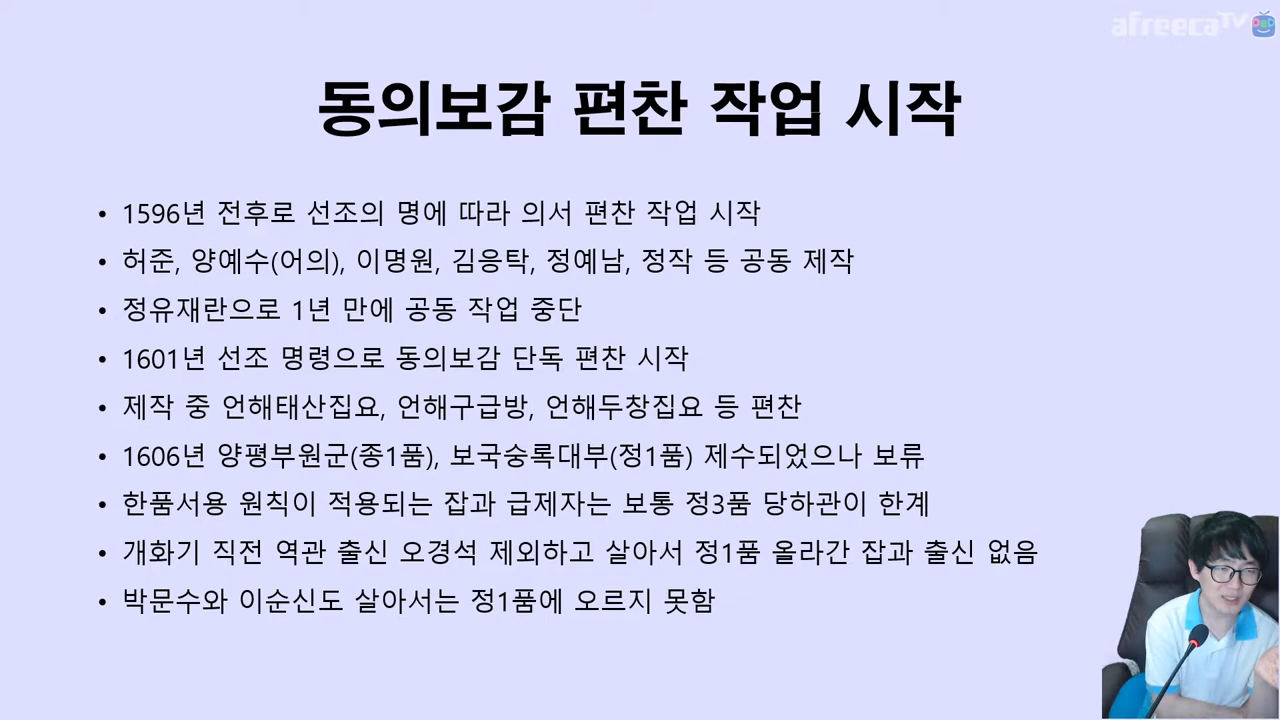 afreecaTV
동의보감 편찬 작업 시작
• 1596년 전후로 선조의 명에 따라 의서 편찬 작업 시작
• 허준, 양예수(어의), 이명원, 김응탁, 정예남, 정작 등 공동 제작
• 정유재란으로 1년 만에 공동 작업 중단
• 1601년 선조 명령으로 동의보감 단독 편찬 시작
• 제작 중 언해태산집요, 언해구급방, 언해두창집요 등 편찬
• 1606년 양평부원군(종1품), 보국숭록대부(정1품) 제수되었으나 보류
• 한품서용 원칙이 적용되는 잡과 급제자는 보통 정3품 당하관이 한계
• 개화기 직전 역관 출신 오경석 제외하고 살아서 정1품 올라간 잡과 출신 없음
• 박문수와 이순신도 살아서는 정1품에 오르지 못함